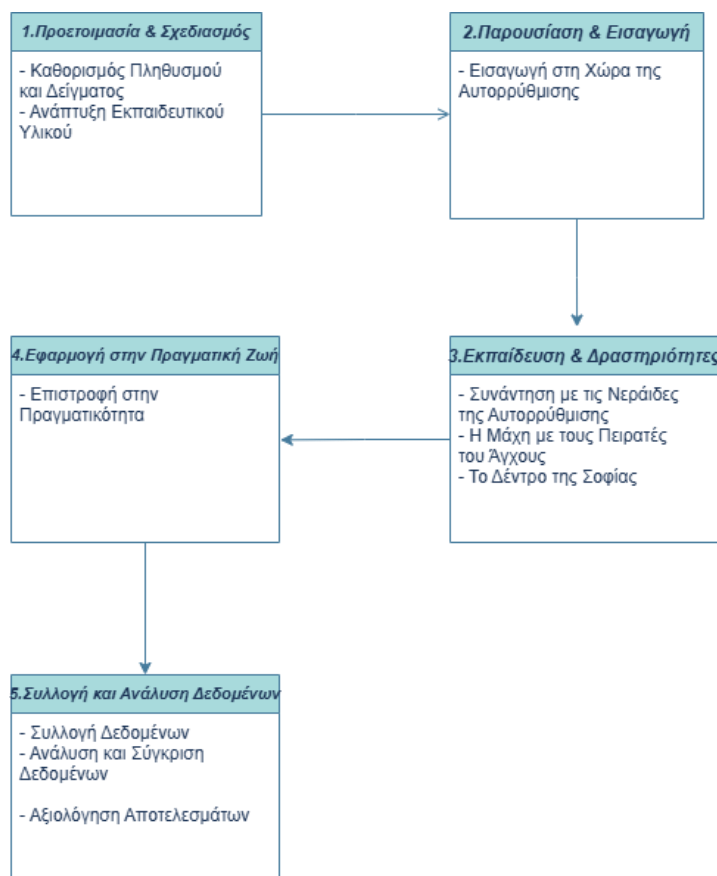 1.Προετοιμασία & Σχεδιασμός
- Καθορισμός Πληθυσμού
και Δείγματος
- Ανάπτυξη Εκπαιδευτικού
Υλικού
2.Παρουσίαση & Εισαγωγή
- Εισαγωγή στη Χώρα της
Αυτορρύθμισης
3.Εκπαίδευση & Δραστηριότητες
- Συνάντηση με τις Νεράιδες
της Αυτορρύθμισης
- Η Μάχη με τους Πειρατές
του Άγχους
- Το Δέντρο της Σοφίας
4.Εφαρμογή στην Πραγματική Ζωή
- Επιστροφή στην
Πραγματικότητα
5.Συλλογή και Ανάλυση Δεδομένων
- Συλλογή Δεδομένων
- Ανάλυση και Σύγκριση
Δεδομένων
- Αξιολόγηση Αποτελεσμάτων